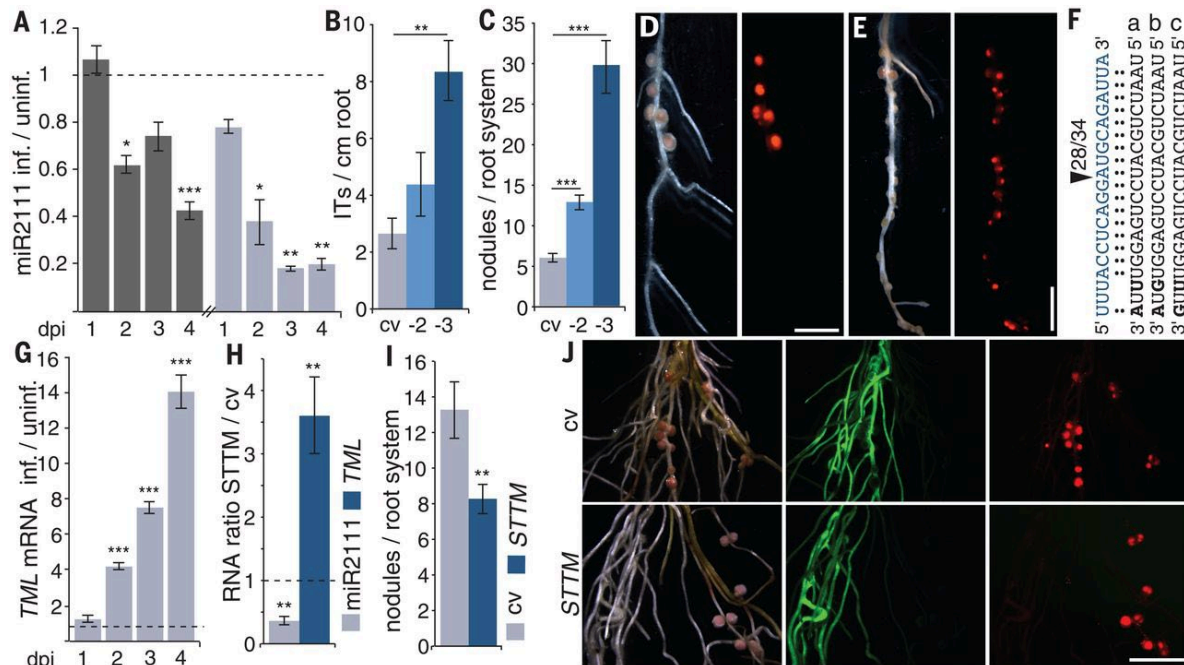 A
miR2111 inf. / uninf.
1.2
1
0.8
0.6
0.4
0.2
*
***
*
**
**
dpi
1 2 3 4 1 2 3 4
B
ITs / cm root
10
8
6
4
2
0
**
cv -2 -3
C
nodules / root system
35
30
25
20
15
10
5
0
***
***
cv -2 -3
D
E
F
a b c
28/34
5' UUUACCUCAGGAUGCAGAUUA 3'
3' AUUUGGAGUCCUACGUCUAAU 5'
3' AUGUGGAGUCCUACGUCUAAU 5'
3' GUUUGGAGUCCUACGUCUAAU 5'
G
TML mRNA inf. / uninf.
16
14
12
10
8
6
4
2
***
***
***
***
dpi
1 2 3 4
H
RNA ratio STTM / cv
5
4
3
2
1
0
**
**
miR2111 TML
I
nodules / root system
16
14
12
10
8
6
4
2
0
**
cv STTM
J
cv
STTM